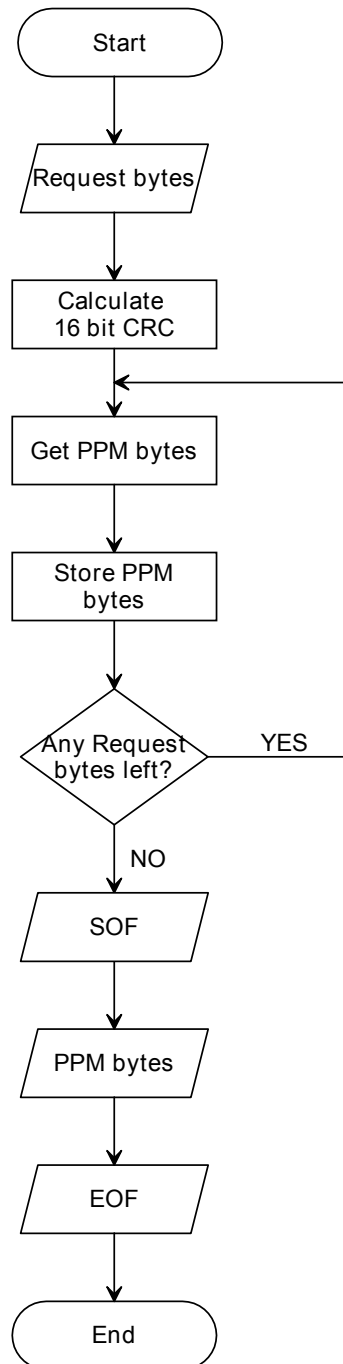 Start
Request bytes
Calculate
16 bit CRC
Get PPM bytes
Store PPM
bytes
Any Request
bytes left?
YES
NO
SOF
PPM bytes
EOF
End